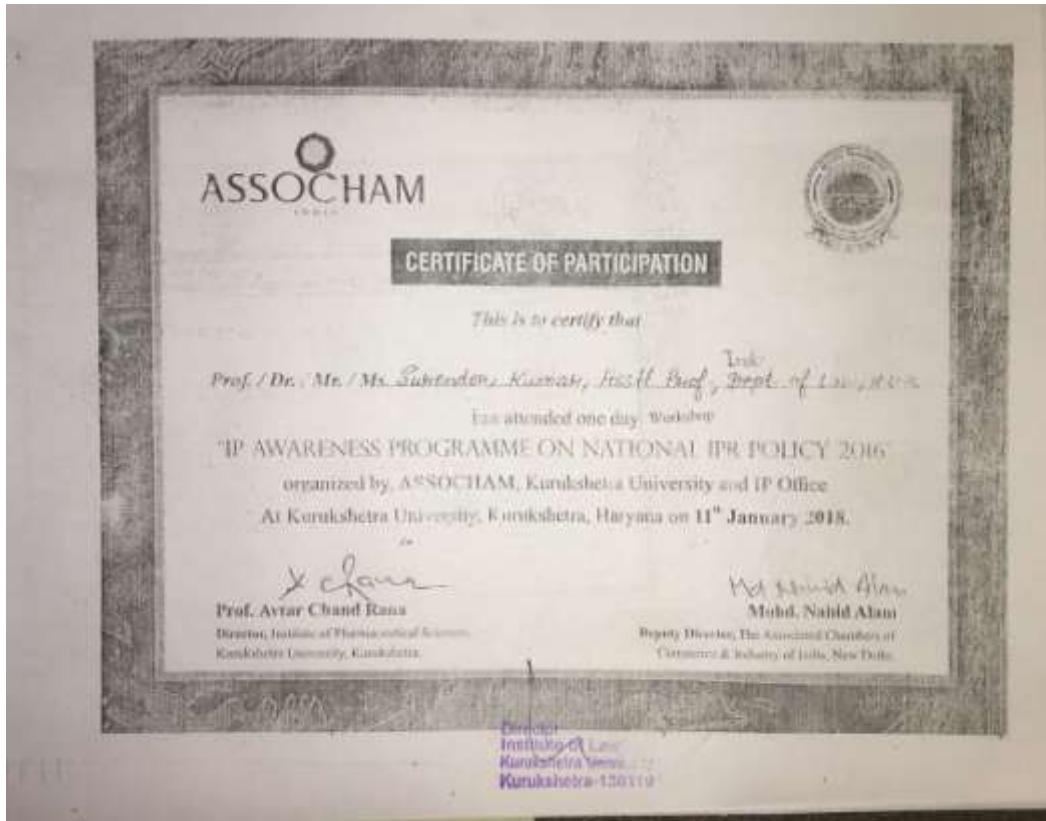 ASSOCHAM
INDIA
CERTIFICATE OF PARTICIPATION
This is to certify that
Prof. / Dr. / Mr. / Ms. Surender Kumar, Asstt Prof, Dept. of Law, K.U.K
has attended one day Workshop
"IP AWARENESS PROGRAMME ON NATIONAL IPR POLICY 2016"
organized by, ASSOCHAM, Kurukshetra University and IP Office
At Kurukshetra University, Kurukshetra, Haryana on 11th January 2018.
Prof. Avtar Chand Rana
Mohd. Nahid Alam
Director, Institute of Pharmaceutical Sciences
Deputy Director, The Associated Chambers of
Kurukshetra University, Kurukshetra.
Commerce & Industry of India, New Delhi.
Director
Institute of Law
Kurukshetra
Kurukshetra-136119